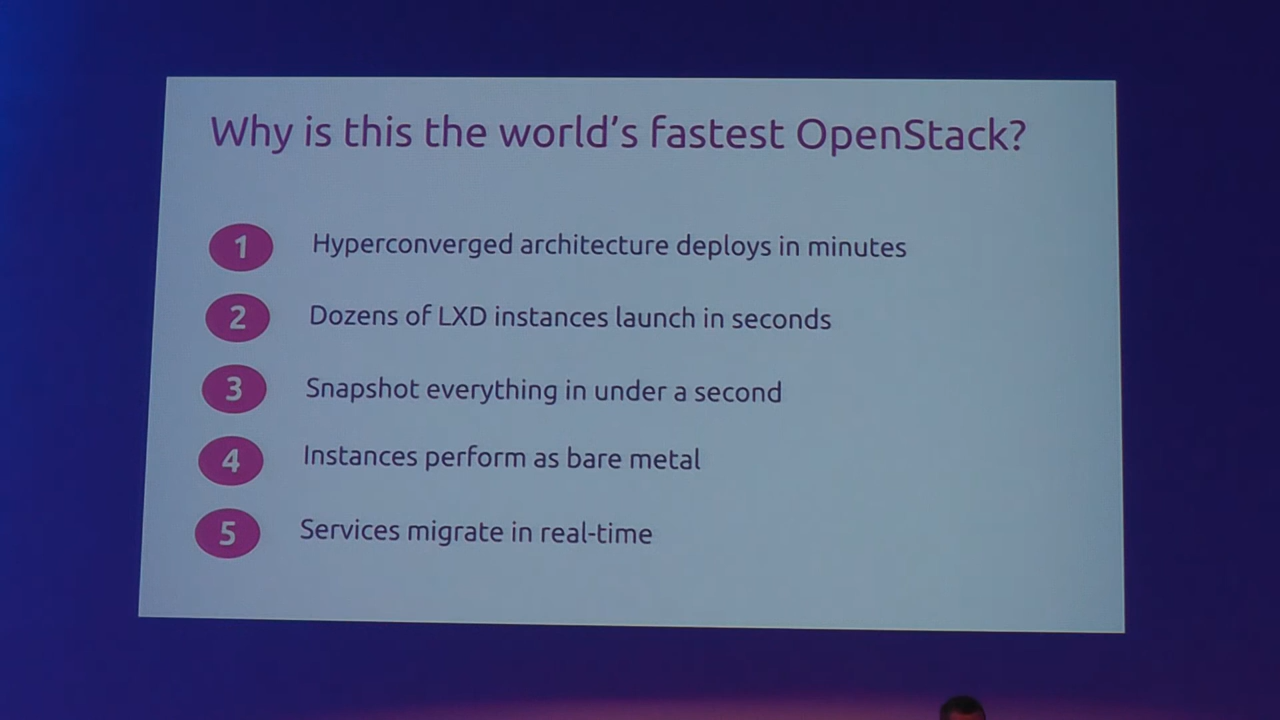 Why is this the world's fastest OpenStack?
1 Hyperconverged architecture deploys in minutes
2 Dozens of LXD instances launch in seconds
3 Snapshot everything in under a second
4 Instances perform as bare metal
5 Services migrate in real-time